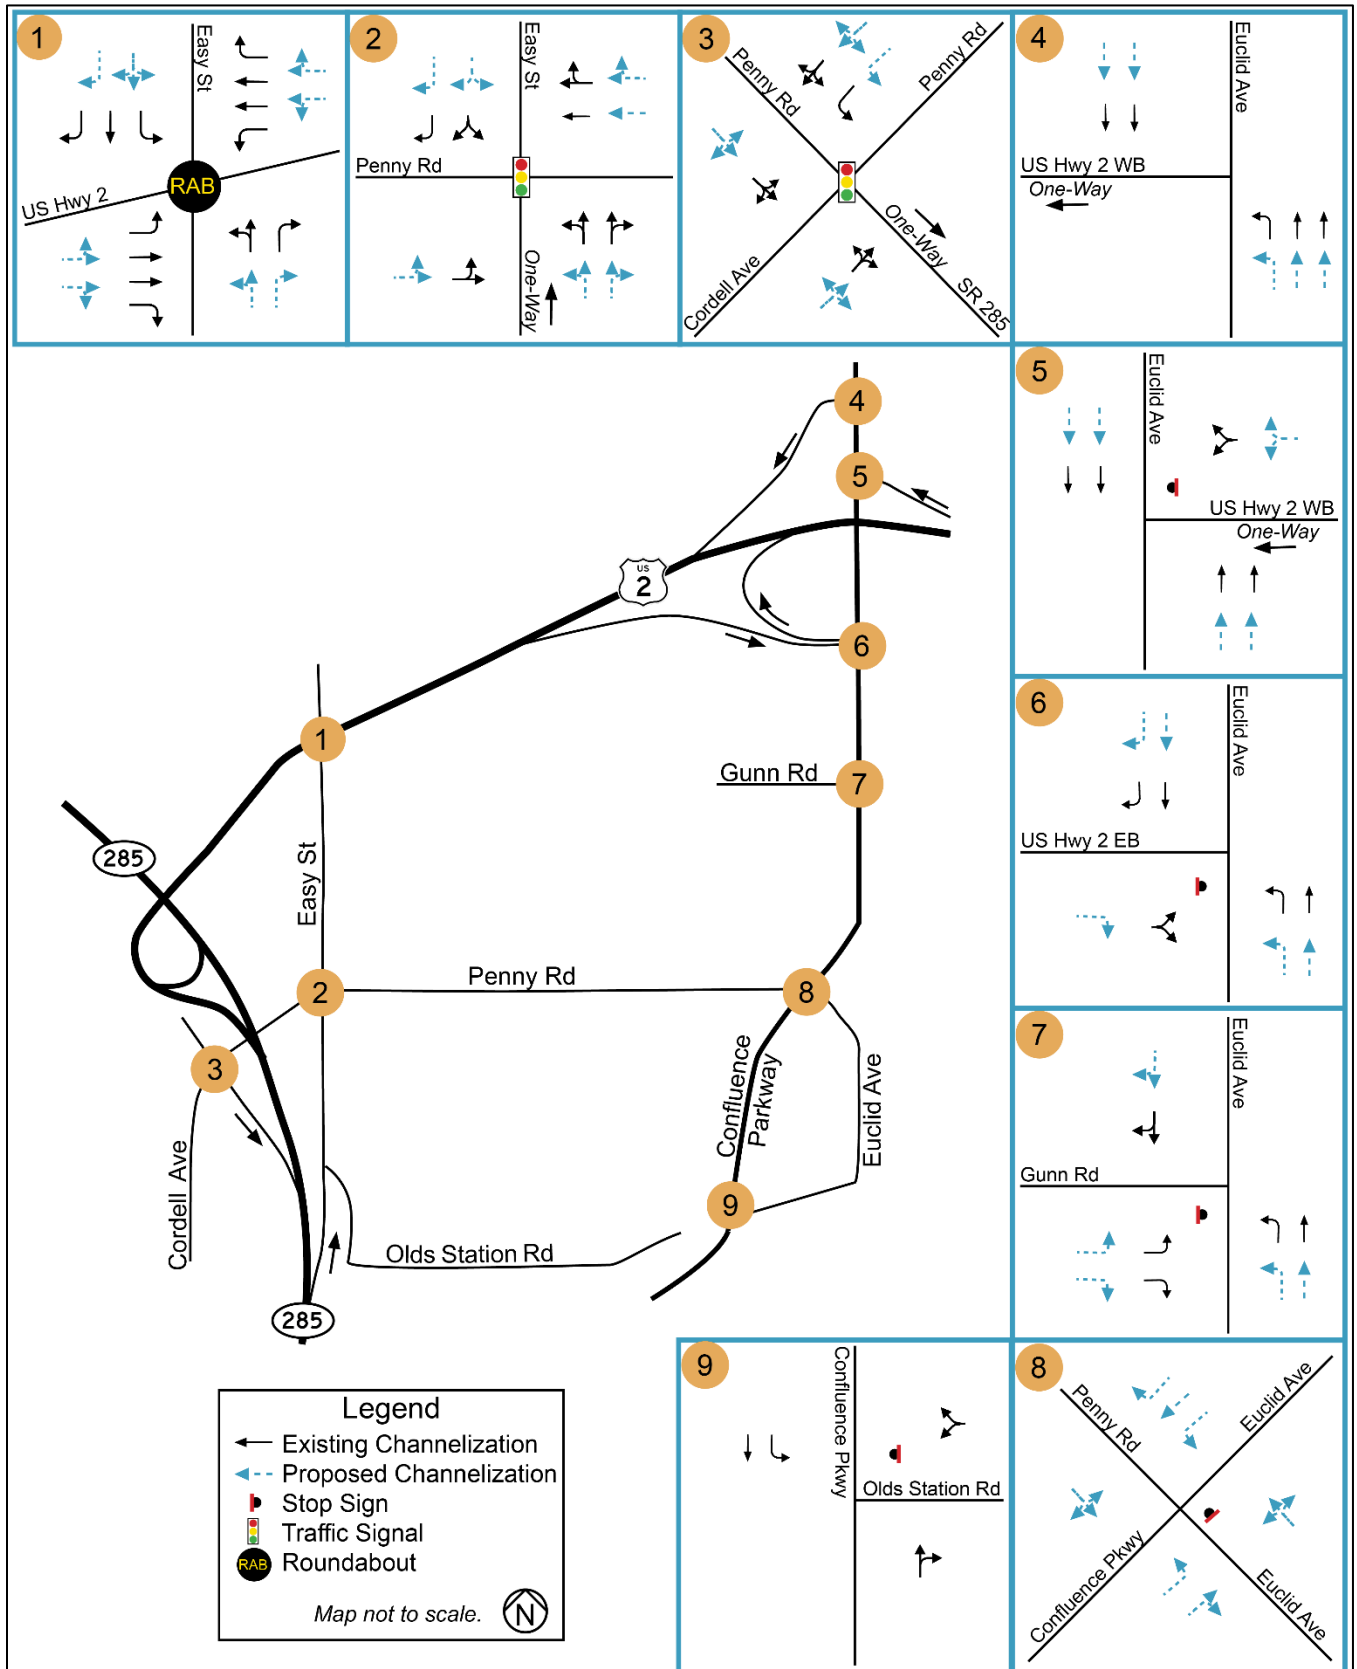 1
Easy St
US Hwy 2
RAB
2
Easy St
Penny Rd
One-Way
3
Penny Rd
Penny Rd
Cordell Ave
One-Way
SR 285
4
Euclid Ave
US Hwy 2 WB
One-Way
5
Euclid Ave
US Hwy 2 WB
One-Way
6
Euclid Ave
US Hwy 2 EB
7
Euclid Ave
Gunn Rd
8
Penny Rd
Euclid Ave
Confluence Pkwy
Euclid Ave
9
Confluence Pkwy
Olds Station Rd
4
5
US
2
6
1
Gunn Rd
7
285
Easy St
2
Penny Rd
8
3
Confluence
Parkway
Euclid Ave
Cordell Ave
9
Olds Station Rd
285
Legend
Existing Channelization
Proposed Channelization
Stop Sign
Traffic Signal
RAB
Roundabout
Map not to scale.
N